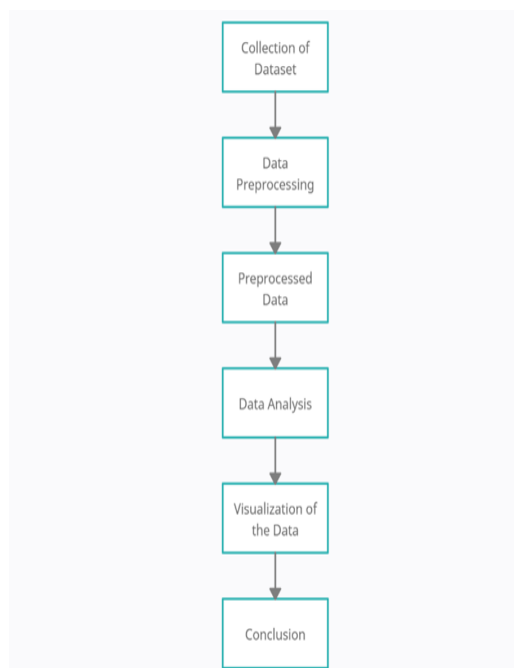 Collection of
Dataset
Data
Preprocessing
Preprocessed
Data
Data Analysis
Visualization of
the Data
Conclusion